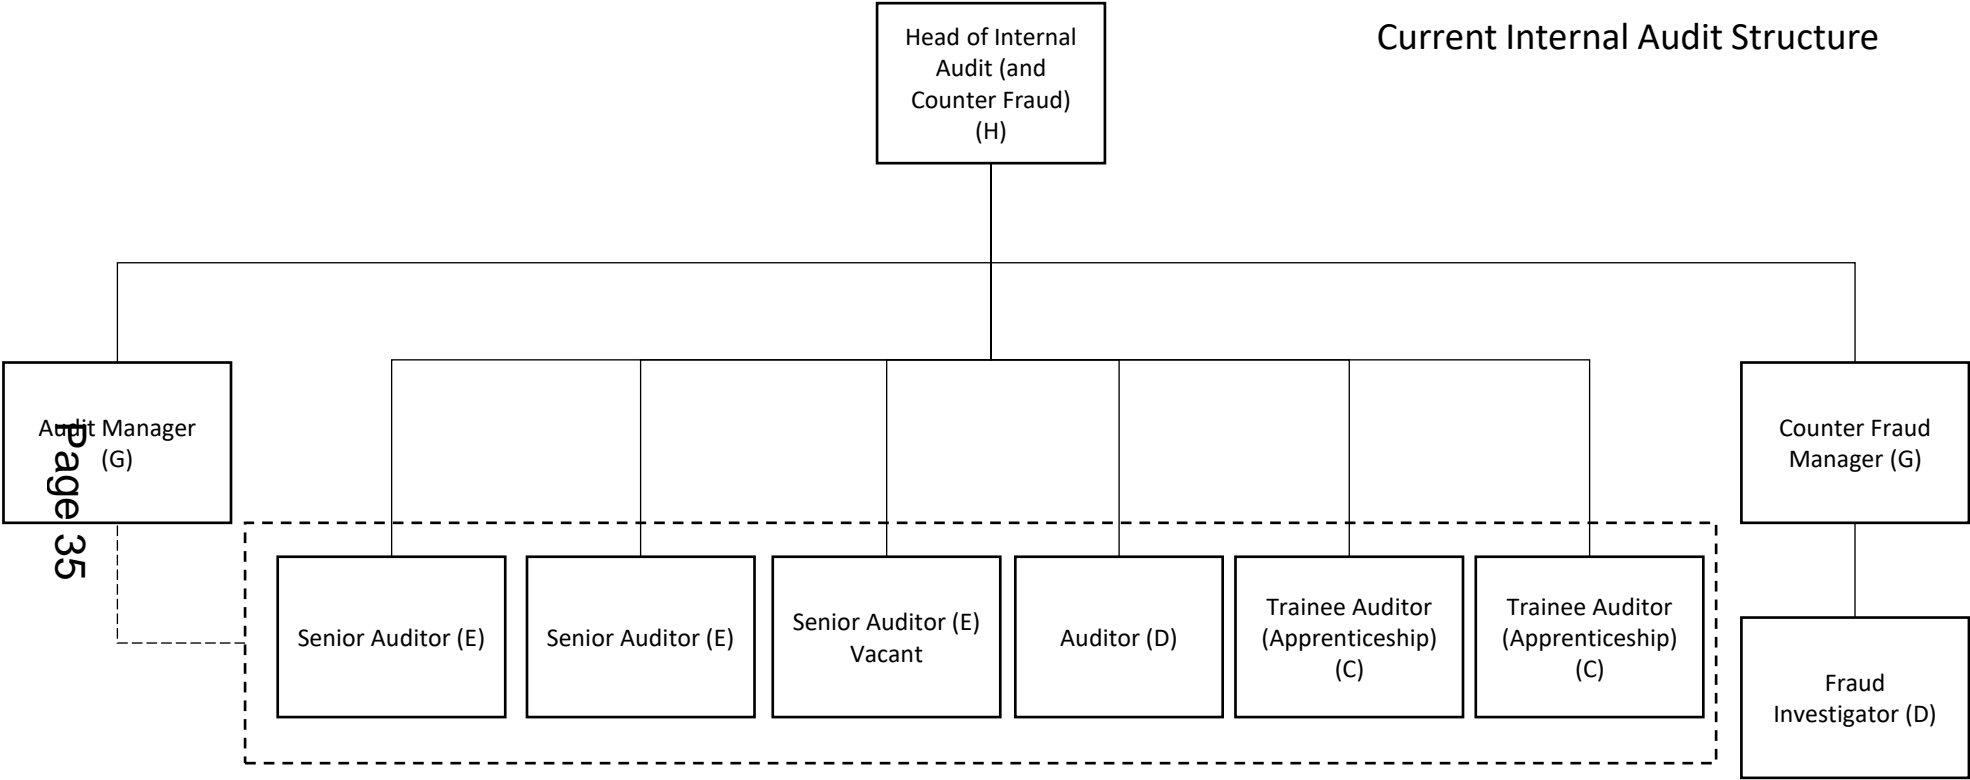 Current Internal Audit Structure
Head of Internal
Audit (and
Counter Fraud)
(H)
Audit Manager
(G)
Counter Fraud
Manager (G)
Senior Auditor (E)
Senior Auditor (E)
Senior Auditor (E)
Vacant
Auditor (D)
Trainee Auditor
(Apprenticeship)
(C)
Trainee Auditor
(Apprenticeship)
(C)
Fraud
Investigator (D)
Page 35